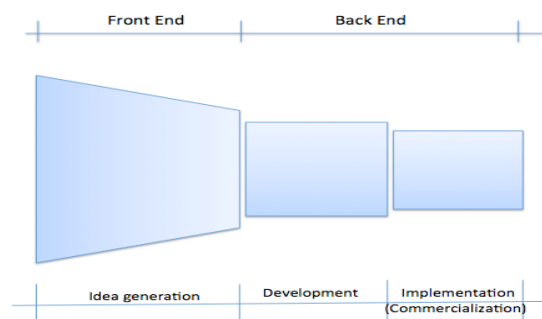 Front End
Back End
Idea generation
Development
Implementation
(Commercialization)